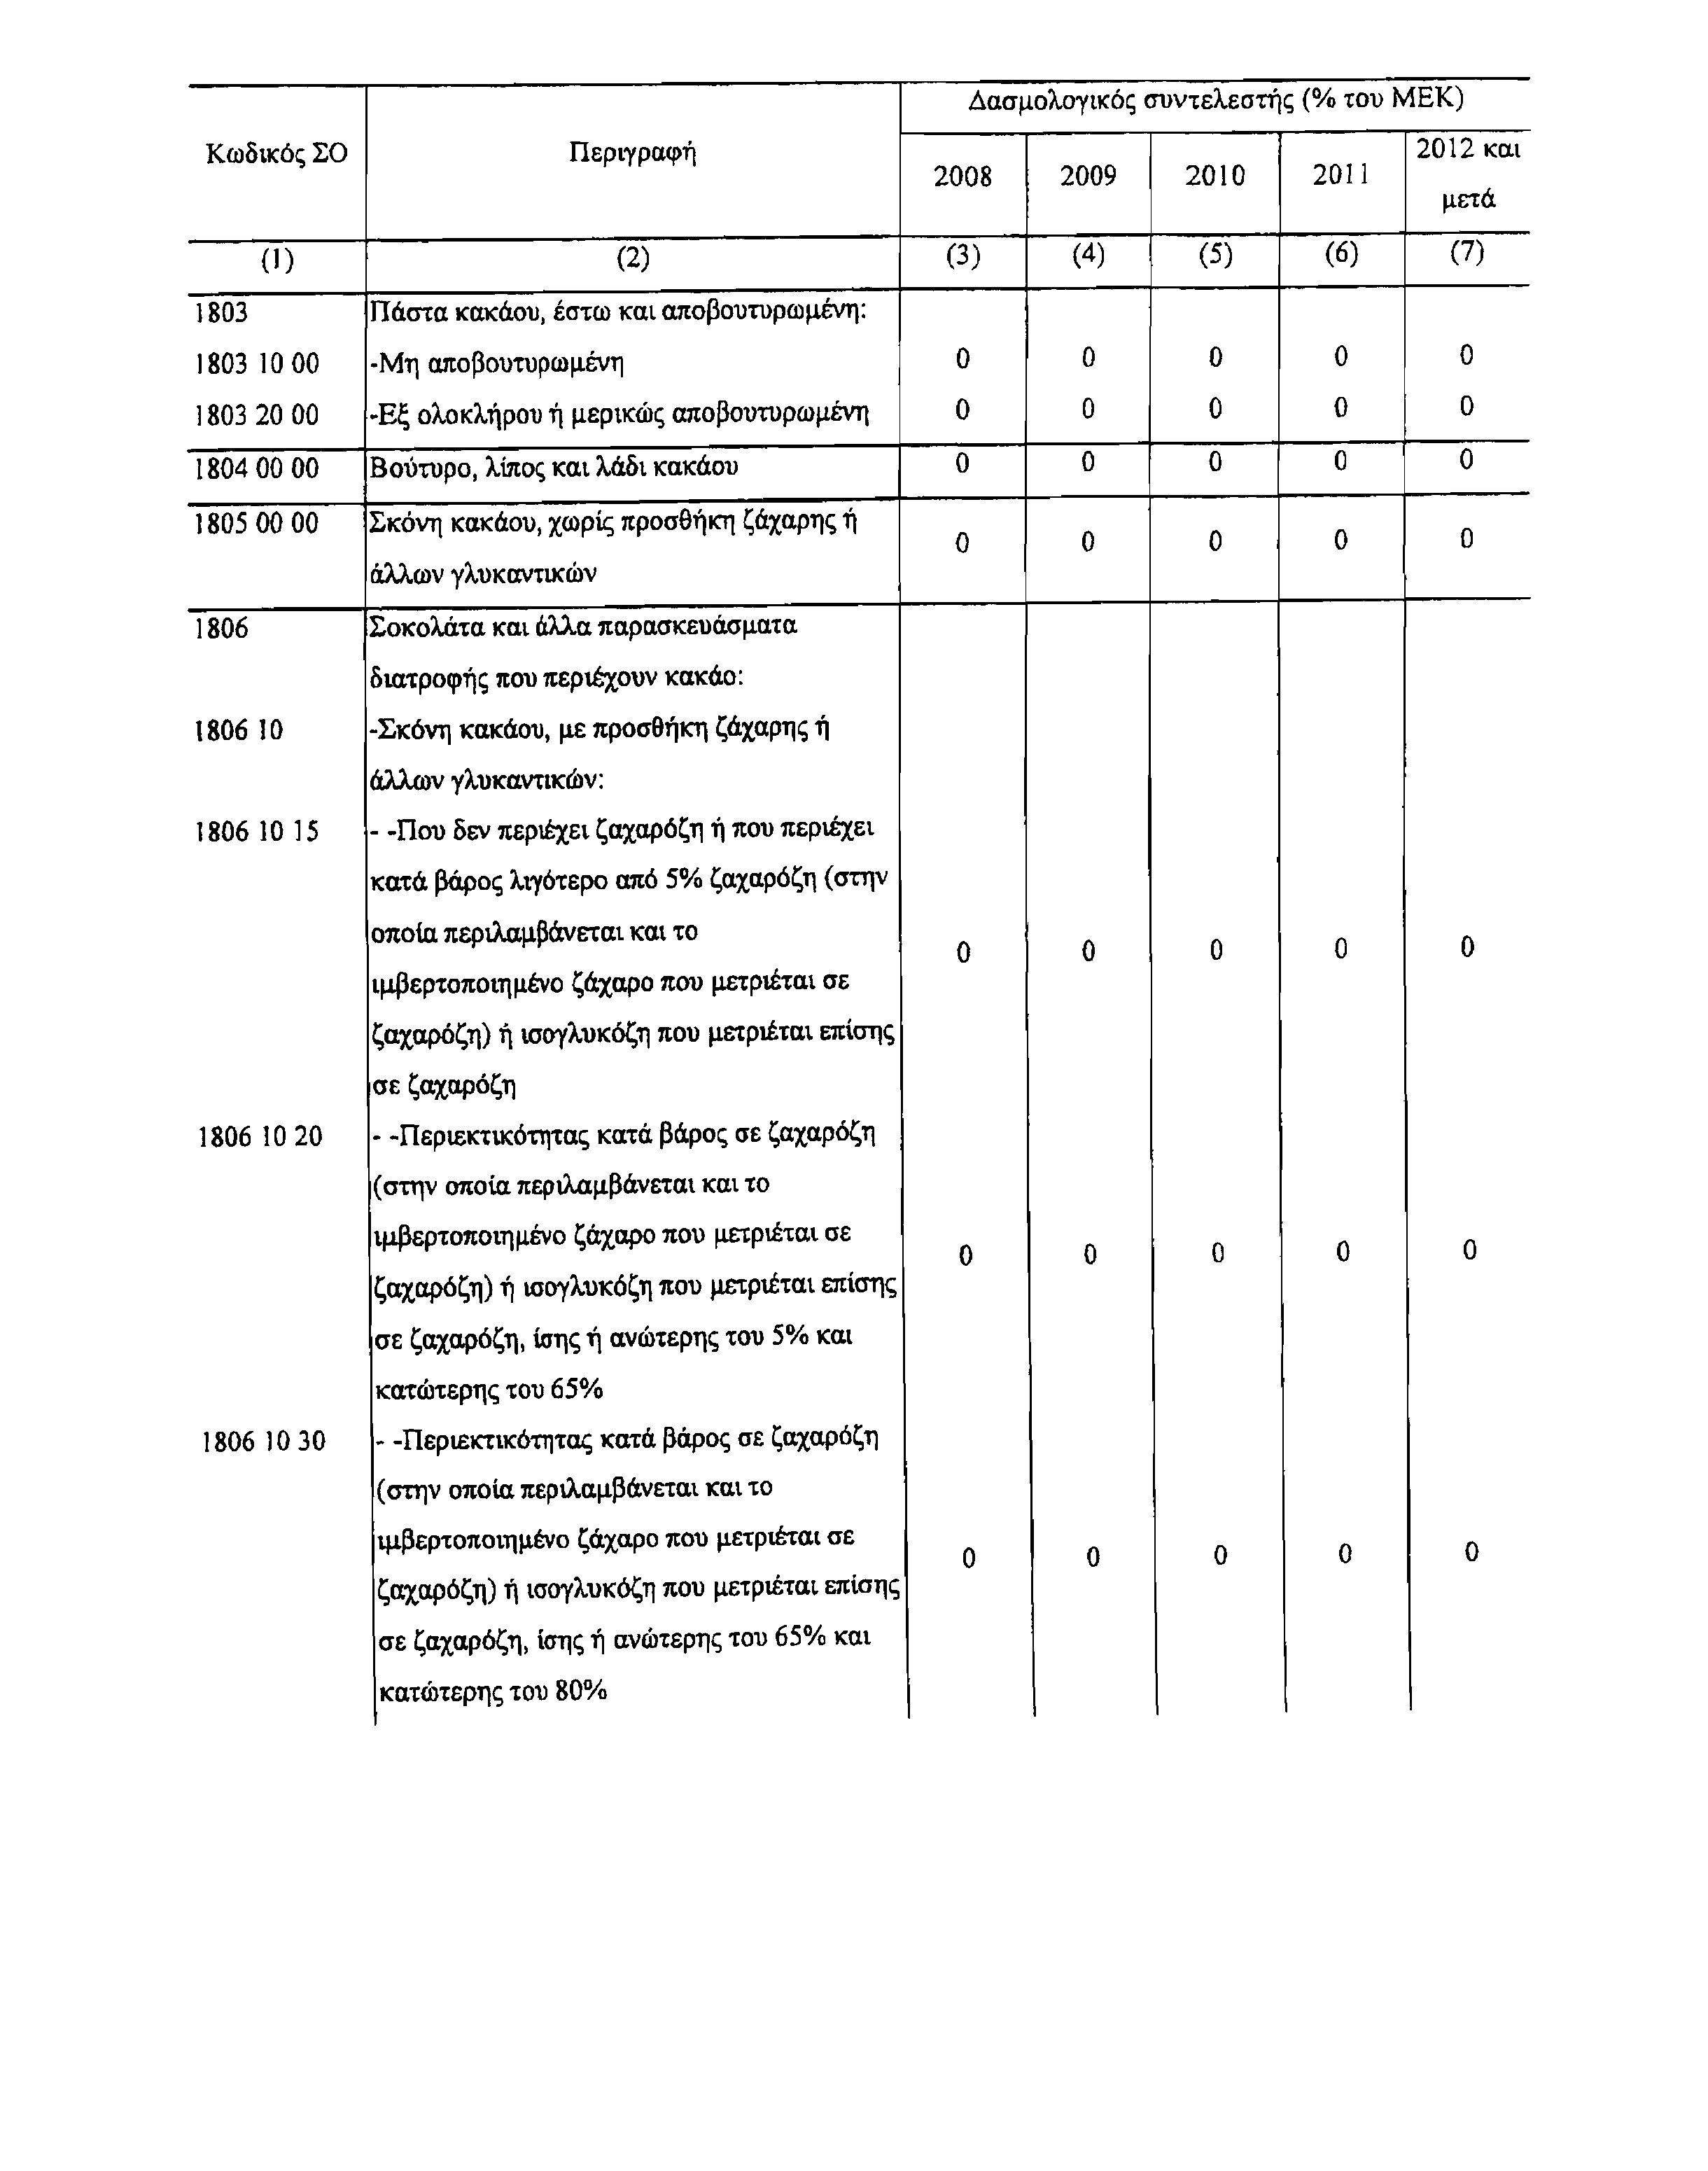 Κωδικός ΣΟ Περιγραφή Δασμολογικός συντελεστής (% του ΜΕΚ)
2008 2009 2010 2011 2012 και μετά
(1) (2) (3) (4) (5) (6) (7)
1803 Πάστα κακάου, έστω και αποβουτυρωμένη:
1803 10 00 -Μη αποβουτυρωμένη 0 0 0 0 0
1803 20 00 -Εξ ολοκλήρου ή μερικώς αποβουτυρωμένη 0 0 0 0 0
1804 00 00 Βούτυρο, λίπος και λάδι κακάου 0 0 0 0 0
1805 00 00 Σκόνη κακάου, χωρίς προσθήκη ζάχαρης ή
άλλων γλυκαντικών 0 0 0 0 0
1806 Σοκολάτα και άλλα παρασκευάσματα
διατροφής που περιέχουν κακάο:
1806 10 -Σκόνη κακάου, με προσθήκη ζάχαρης ή
άλλων γλυκαντικών:
1806 10 15 - -Που δεν περιέχει ζαχαρόζη ή που περιέχει
κατά βάρος λιγότερο από 5% ζαχαρόζη (στην
οποία περιλαμβάνεται και το
0 0 0 0 0
ιμβερτοποιημένο ζάχαρο που μετριέται σε
ζαχαρόζη) ή ισογλυκόζη που μετριέται επίσης
σε ζαχαρόζη
1806 10 20 - -Περιεκτικότητας κατά βάρος σε ζαχαρόζη
(στην οποία περιλαμβάνεται και το
ιμβερτοποιημένο ζάχαρο που μετριέται σε
0 0 0 0 0
ζαχαρόζη) ή ισογλυκόζη που μετριέται επίσης
σε ζαχαρόζη, ίσης ή ανώτερης του 5% και
κατώτερης του 65%
1806 10 30 - -Περιεκτικότητας κατά βάρος σε ζαχαρόζη
(στην οποία περιλαμβάνεται και το
ιμβερτοποιημένο ζάχαρο που μετριέται σε
0 0 0 0 0
ζαχαρόζη) ή ισογλυκόζη που μετριέται επίσης
σε ζαχαρόζη, ίσης ή ανώτερης του 65% και
κατώτερης του 80%